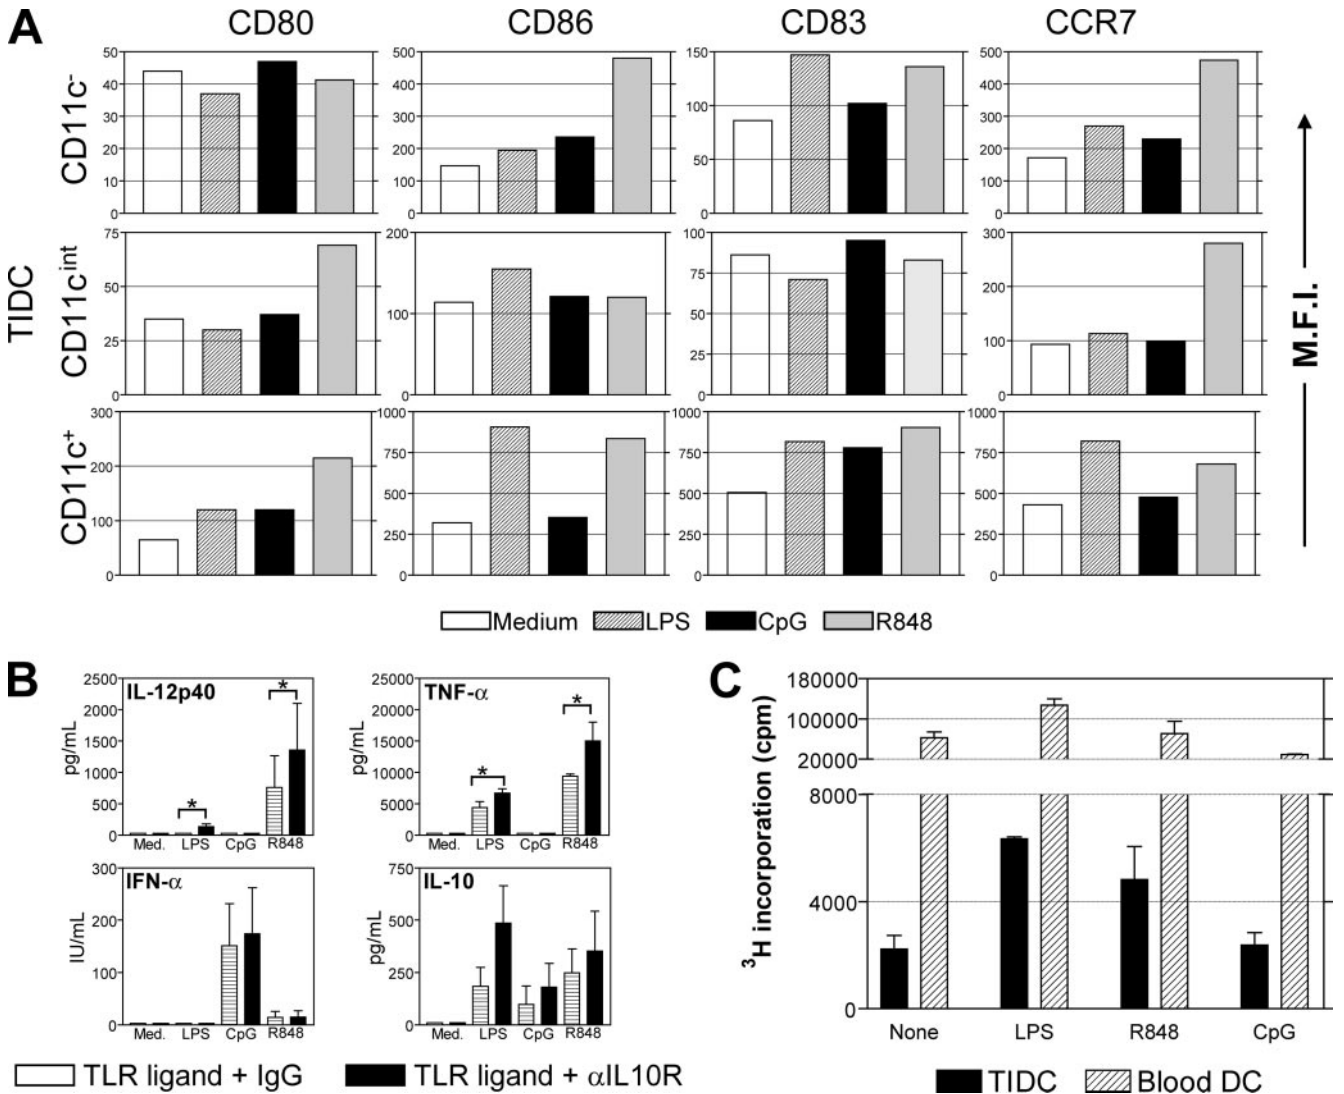 A
CD80 CD86 CD83 CCR7
TIDC
CD11c-
50 40 30 20 10 0
500 400 300 200 100 0
150 100 50 0
500 400 300 200 100 0
CD11cint
75 50 25 0
200 100 0
100 75 50 25 0
300 200 100 0
CD11c+
300 200 100 0
1000 750 500 250 0
1000 750 500 250 0
1000 750 500 250 0
M.F.I.
Medium LPS CpG R848
B
IL-12p40
pg/mL
2500 2000 1500 1000 500 0
* *
Med. LPS CpG R848
TNF-α
pg/mL
25000 20000 15000 10000 5000 0
* *
Med. LPS CpG R848
IFN-α
IU/mL
300 200 100 0
Med. LPS CpG R848
IL-10
pg/mL
750 500 250 0
Med. LPS CpG R848
TLR ligand + IgG TLR ligand + αIL10R
C
3H incorporation (cpm)
180000
100000
20000
8000
4000
0
None LPS R848 CpG
TIDC Blood DC